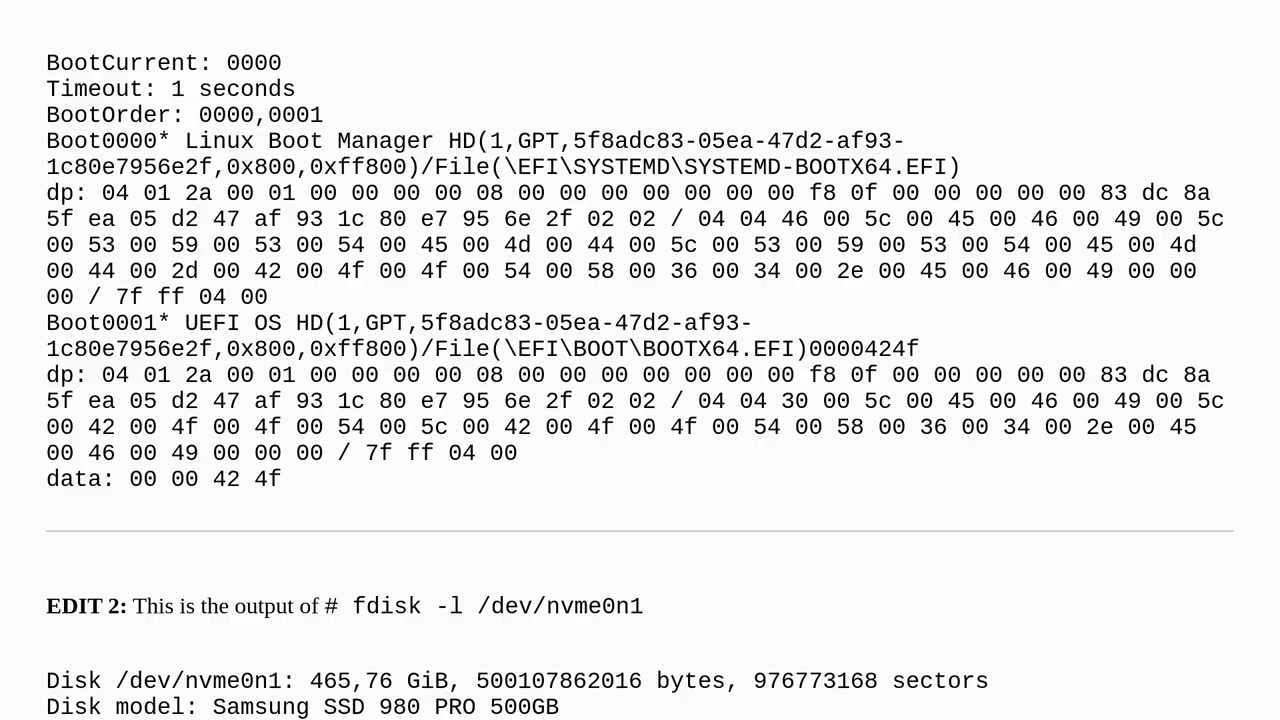 BootCurrent: 0000
Timeout: 1 seconds
BootOrder: 0000,0001
Boot0000* Linux Boot Manager HD(1,GPT,5f8adc83-05ea-47d2-af93-
1c80e7956e2f,0x800,0xff800)/File(\EFI\SYSTEMD\SYSTEMD-BOOTX64.EFI)
dp: 04 01 2a 00 01 00 00 00 00 08 00 00 00 00 00 00 00 f8 0f 00 00 00 00 00 83 dc 8a
5f ea 05 d2 47 af 93 1c 80 e7 95 6e 2f 02 02 / 04 04 46 00 5c 00 45 00 46 00 49 00 5c
00 53 00 59 00 53 00 54 00 45 00 4d 00 44 00 5c 00 53 00 59 00 53 00 54 00 45 00 4d
00 44 00 2d 00 42 00 4f 00 4f 00 54 00 58 00 36 00 34 00 2e 00 45 00 46 00 49 00 00
00 / 7f ff 04 00
Boot0001* UEFI OS HD(1,GPT,5f8adc83-05ea-47d2-af93-
1c80e7956e2f,0x800,0xff800)/File(\EFI\BOOT\BOOTX64.EFI)0000424f
dp: 04 01 2a 00 01 00 00 00 00 08 00 00 00 00 00 00 00 f8 0f 00 00 00 00 00 83 dc 8a
5f ea 05 d2 47 af 93 1c 80 e7 95 6e 2f 02 02 / 04 04 30 00 5c 00 45 00 46 00 49 00 5c
00 42 00 4f 00 4f 00 54 00 5c 00 42 00 4f 00 4f 00 54 00 58 00 36 00 34 00 2e 00 45
00 46 00 49 00 00 00 / 7f ff 04 00
data: 00 00 42 4f
EDIT 2: This is the output of # fdisk -l /dev/nvme0n1
Disk /dev/nvme0n1: 465,76 GiB, 500107862016 bytes, 976773168 sectors
Disk model: Samsung SSD 980 PRO 500GB